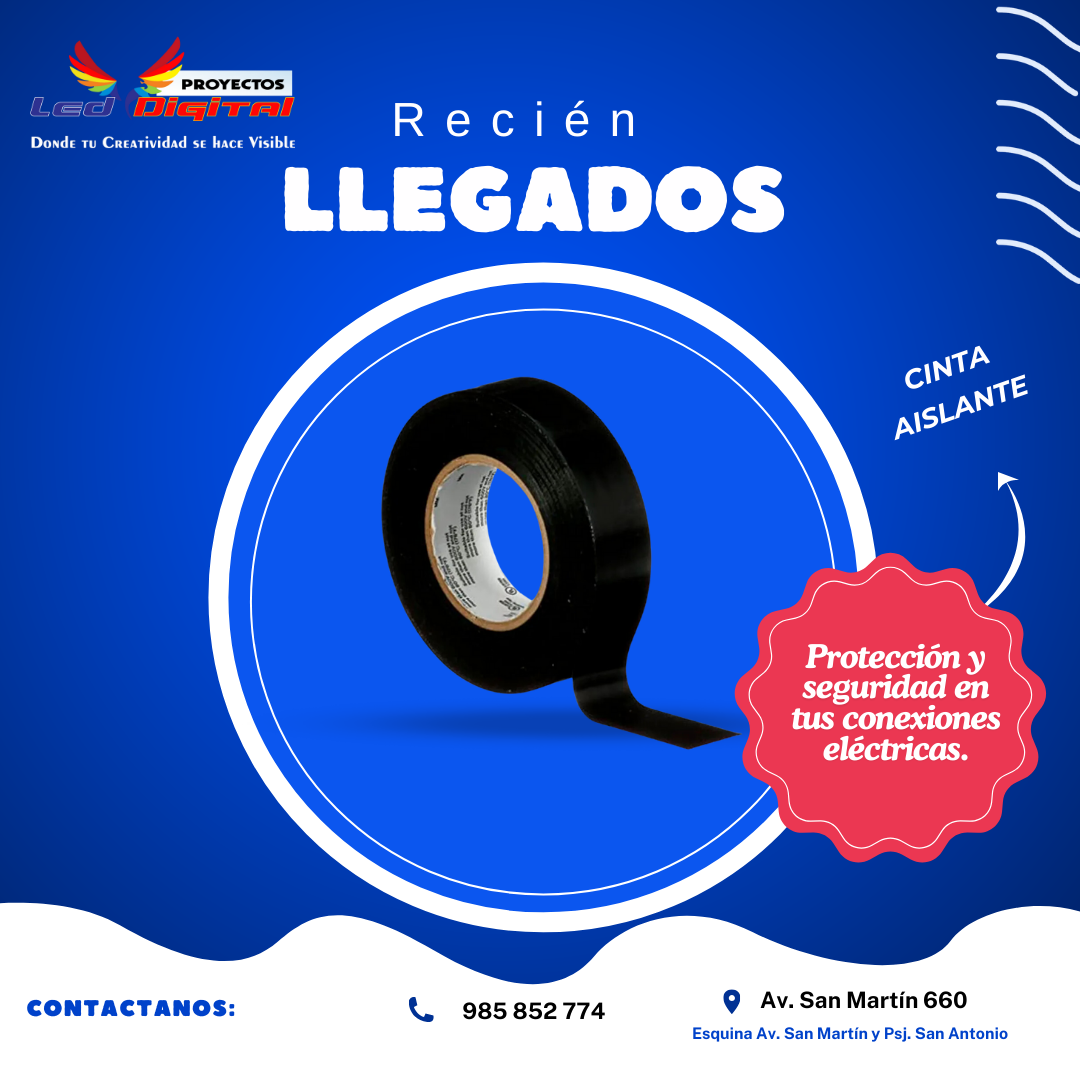 PROYECTOS
Led Digital
Donde tu Creatividad se hace Visible
Recién
LLEGADOS
CINTA
AISLANTE
Protección y
seguridad en
tus conexiones
eléctricas.
CONTACTANOS:
985 852 774
Av. San Martín 660
Esquina Av. San Martín y Psj. San Antonio